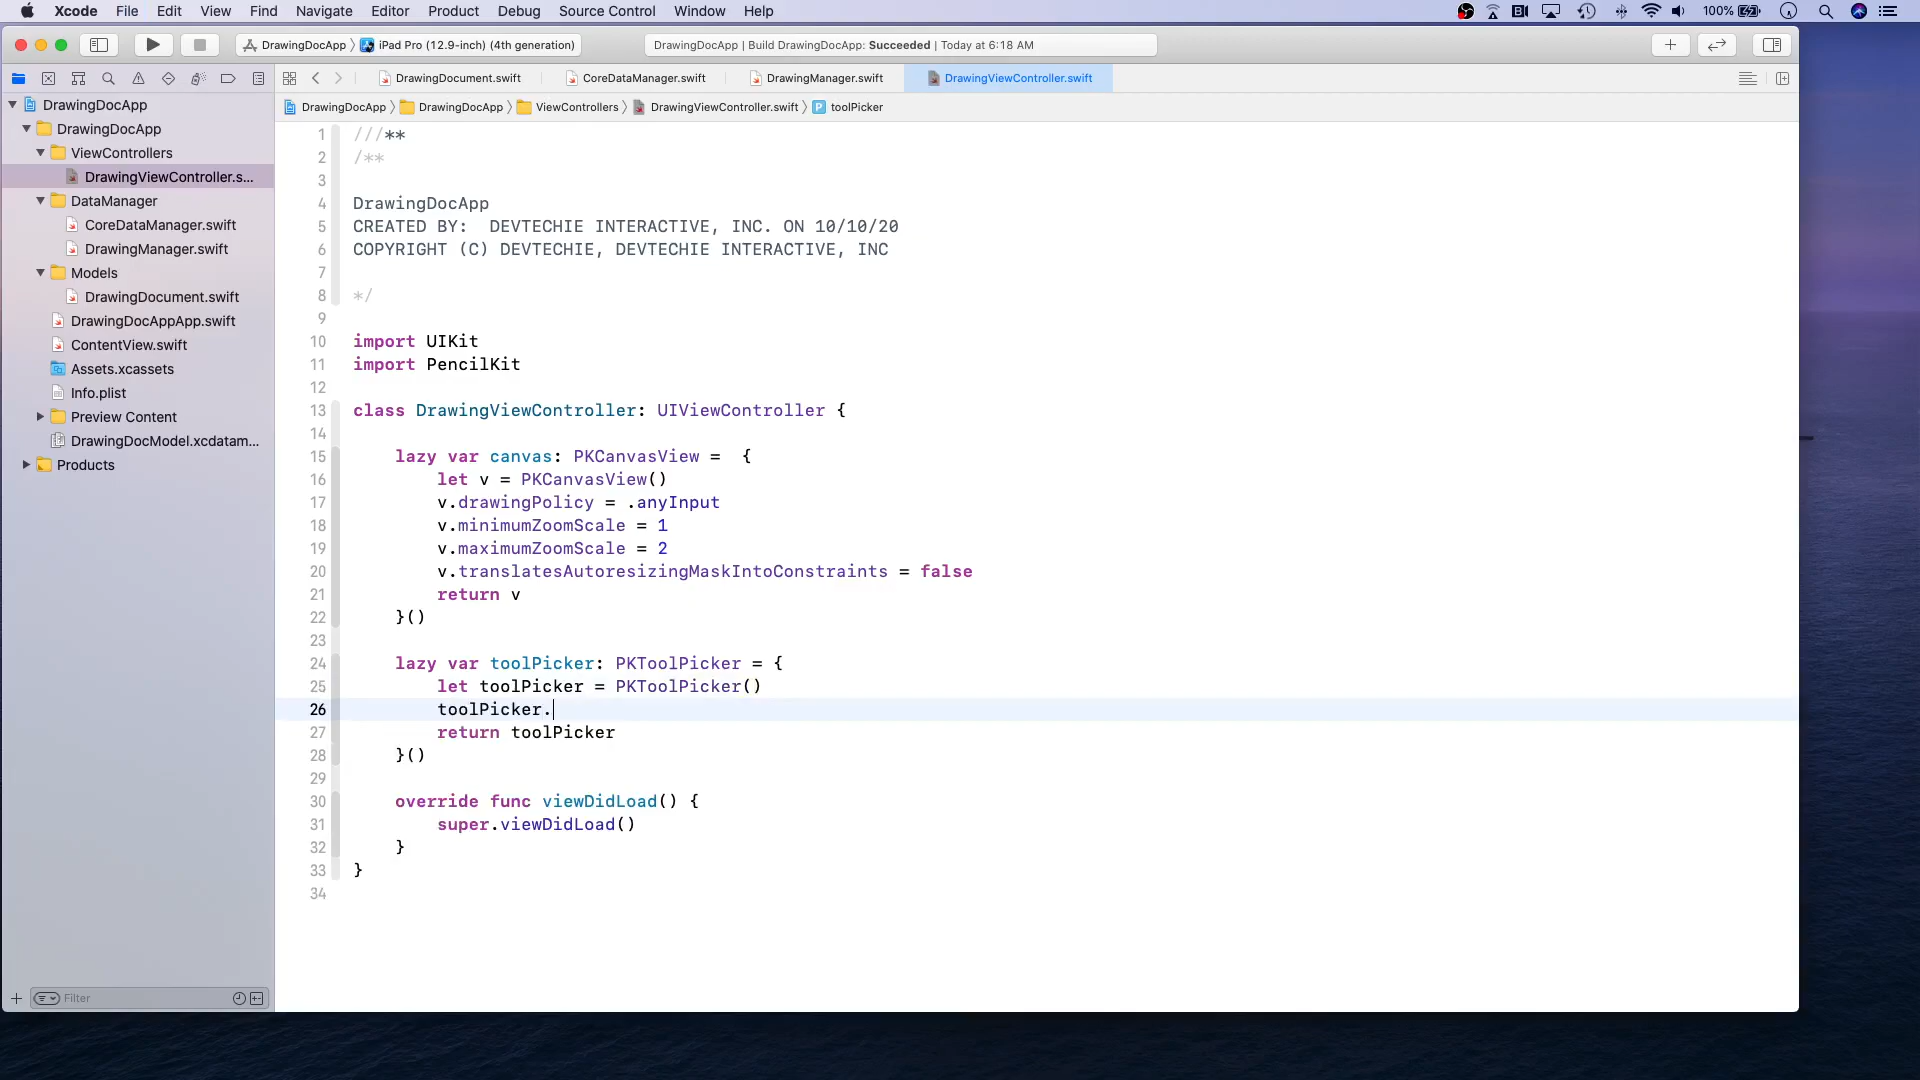 Xcode File Edit View Find Navigate Editor Product Debug Source Control Window Help 100%
DrawingDocApp iPad Pro (12.9-inch) (4th generation) DrawingDocApp | Build DrawingDocApp: Succeeded | Today at 6:18 AM
DrawingDocument.swift CoreDataManager.swift DrawingManager.swift DrawingViewController.swift
DrawingDocApp DrawingDocApp ViewControllers DrawingViewController.swift P toolPicker
DrawingDocApp
DrawingDocApp
ViewControllers
DrawingViewController.s...
DataManager
CoreDataManager.swift
DrawingManager.swift
Models
DrawingDocument.swift
DrawingDocAppApp.swift
ContentView.swift
Assets.xcassets
Info.plist
Preview Content
DrawingDocModel.xcdatam...
Products
Filter
1 ///**
2 /**
3
4 DrawingDocApp
5 CREATED BY:  DEVTECHIE INTERACTIVE, INC. ON 10/10/20
6 COPYRIGHT (C) DEVTECHIE, DEVTECHIE INTERACTIVE, INC
7
8 */
9
10 import UIKit
11 import PencilKit
12
13 class DrawingViewController: UIViewController {
14
15 lazy var canvas: PKCanvasView =  {
16 let v = PKCanvasView()
17 v.drawingPolicy = .anyInput
18 v.minimumZoomScale = 1
19 v.maximumZoomScale = 2
20 v.translatesAutoresizingMaskIntoConstraints = false
21 return v
22 }()
23
24 lazy var toolPicker: PKToolPicker = {
25 let toolPicker = PKToolPicker()
26 toolPicker.
27 return toolPicker
28 }()
29
30 override func viewDidLoad() {
31 super.viewDidLoad()
32 }
33 }
34